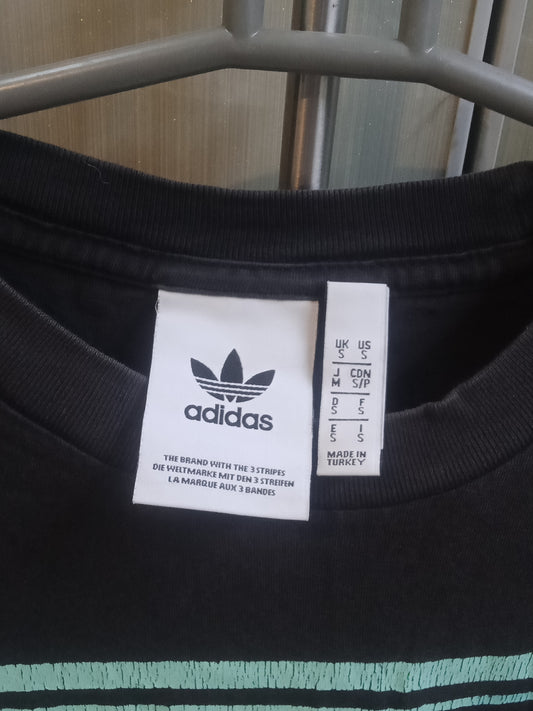 adidas
THE BRAND WITH THE 3 STRIPES
DIE WELTMARKE MIT DEN 3 STREIFEN
LA MARQUE AUX 3 BANDES
UK US
S S
J CDN
M S/P
D F
S S
E I
S S
MADE IN
TURKEY